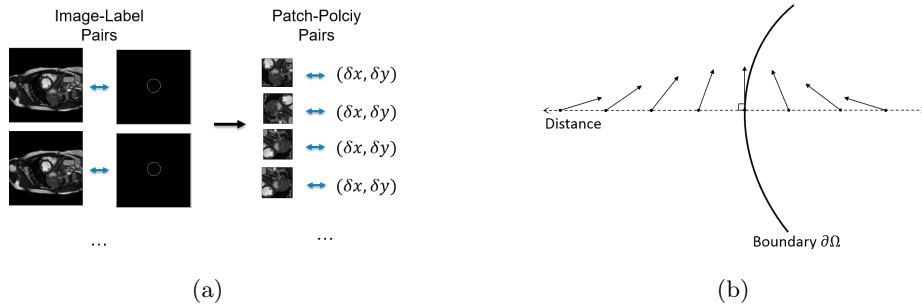 Image-Label
Pairs
Patch-Polciy
Pairs
(δx, δy)
(δx, δy)
(δx, δy)
(δx, δy)
...
...
(a)
Distance
Boundary ∂Ω
(b)